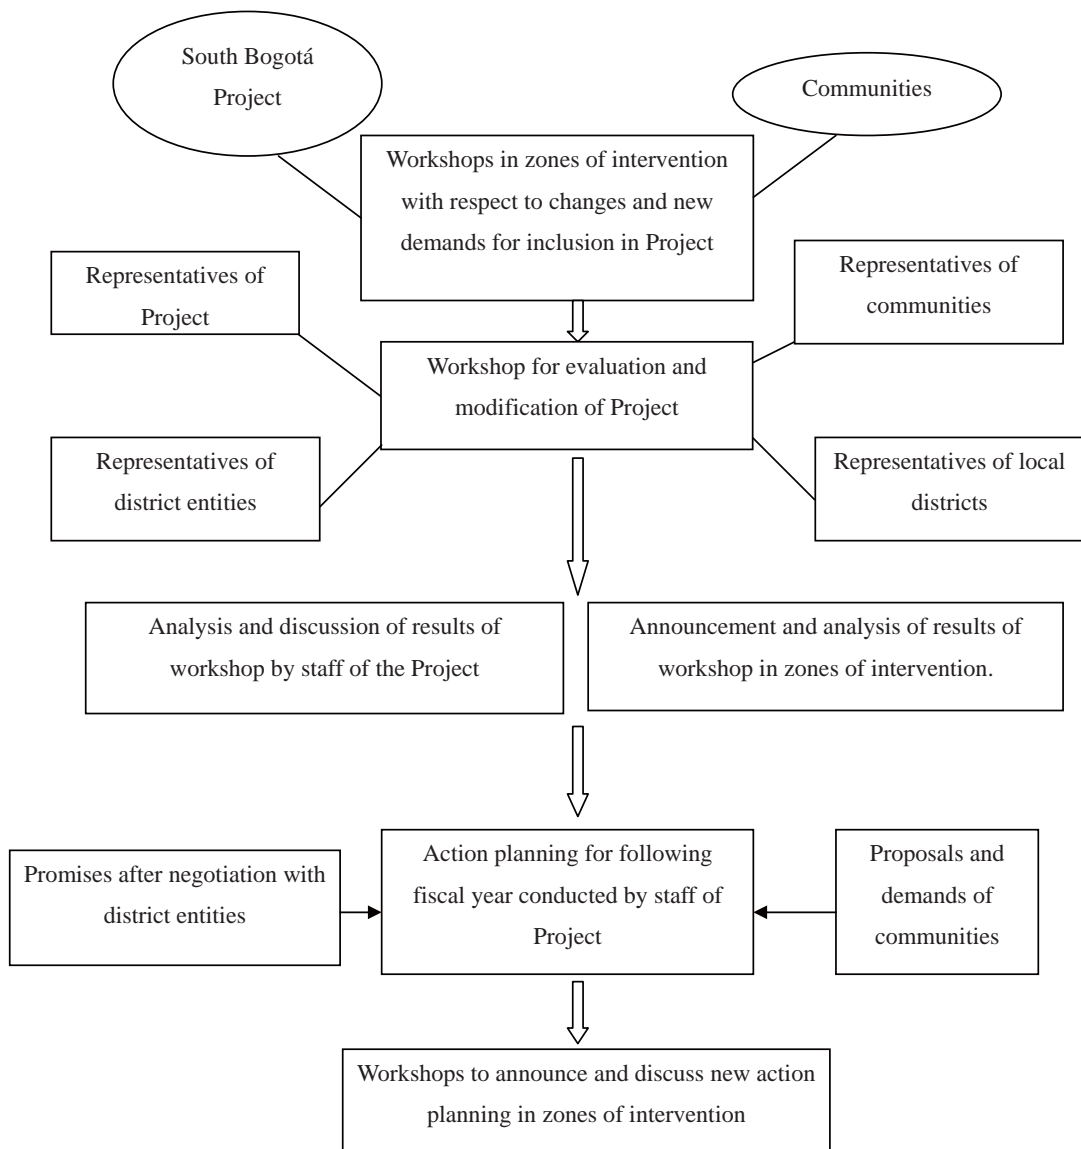 South Bogotá
Project
Communities
Workshops in zones of intervention
with respect to changes and new
demands for inclusion in Project
Representatives of
Project
Representatives of
communities
Workshop for evaluation and
modification of Project
Representatives of
district entities
Representatives of local
districts
Analysis and discussion of results of
workshop by staff of the Project
Announcement and analysis of results of
workshop in zones of intervention.
Promises after negotiation with
district entities
Action planning for following
fiscal year conducted by staff of
Project
Proposals and
demands of
communities
Workshops to announce and discuss new action
planning in zones of intervention